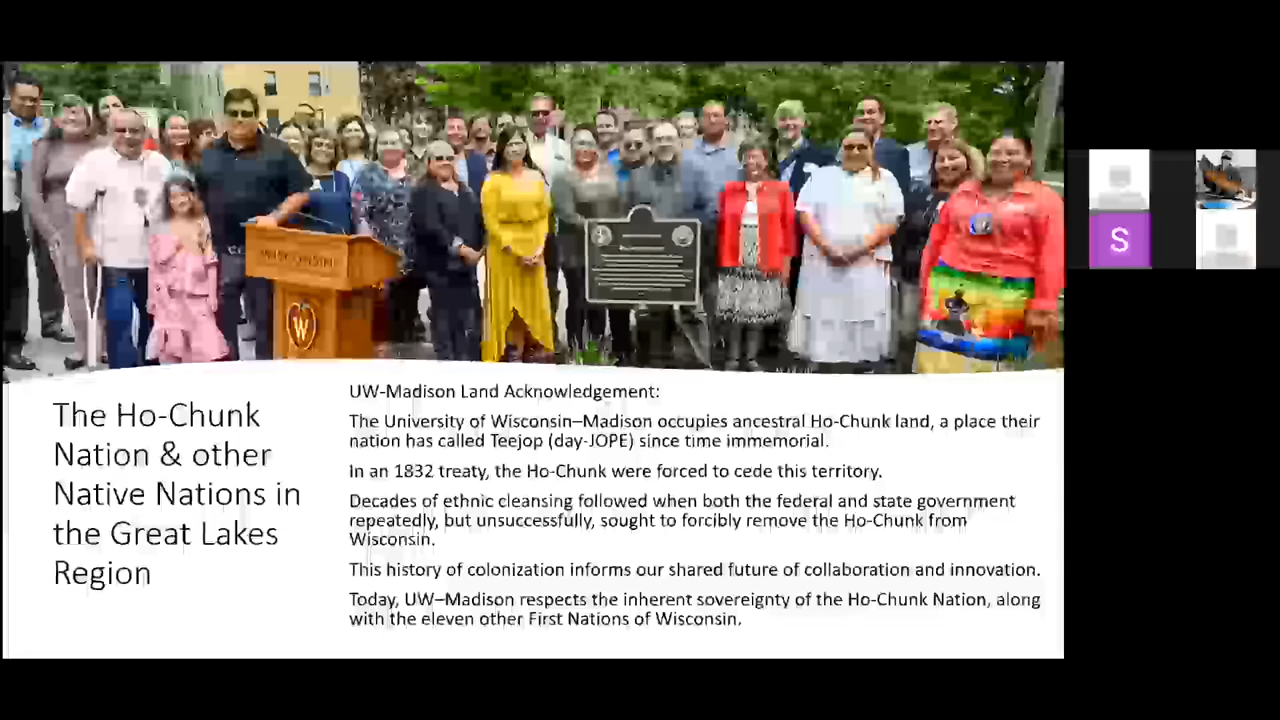 WISCONSIN
W
The Ho-Chunk
Nation & other
Native Nations in
the Great Lakes
Region
UW-Madison Land Acknowledgement:
The University of Wisconsin–Madison occupies ancestral Ho-Chunk land, a place their
nation has called Teejop (day-JOPE) since time immemorial.
In an 1832 treaty, the Ho-Chunk were forced to cede this territory.
Decades of ethnic cleansing followed when both the federal and state government
repeatedly, but unsuccessfully, sought to forcibly remove the Ho-Chunk from
Wisconsin.
This history of colonization informs our shared future of collaboration and innovation.
Today, UW–Madison respects the inherent sovereignty of the Ho-Chunk Nation, along
with the eleven other First Nations of Wisconsin.
S